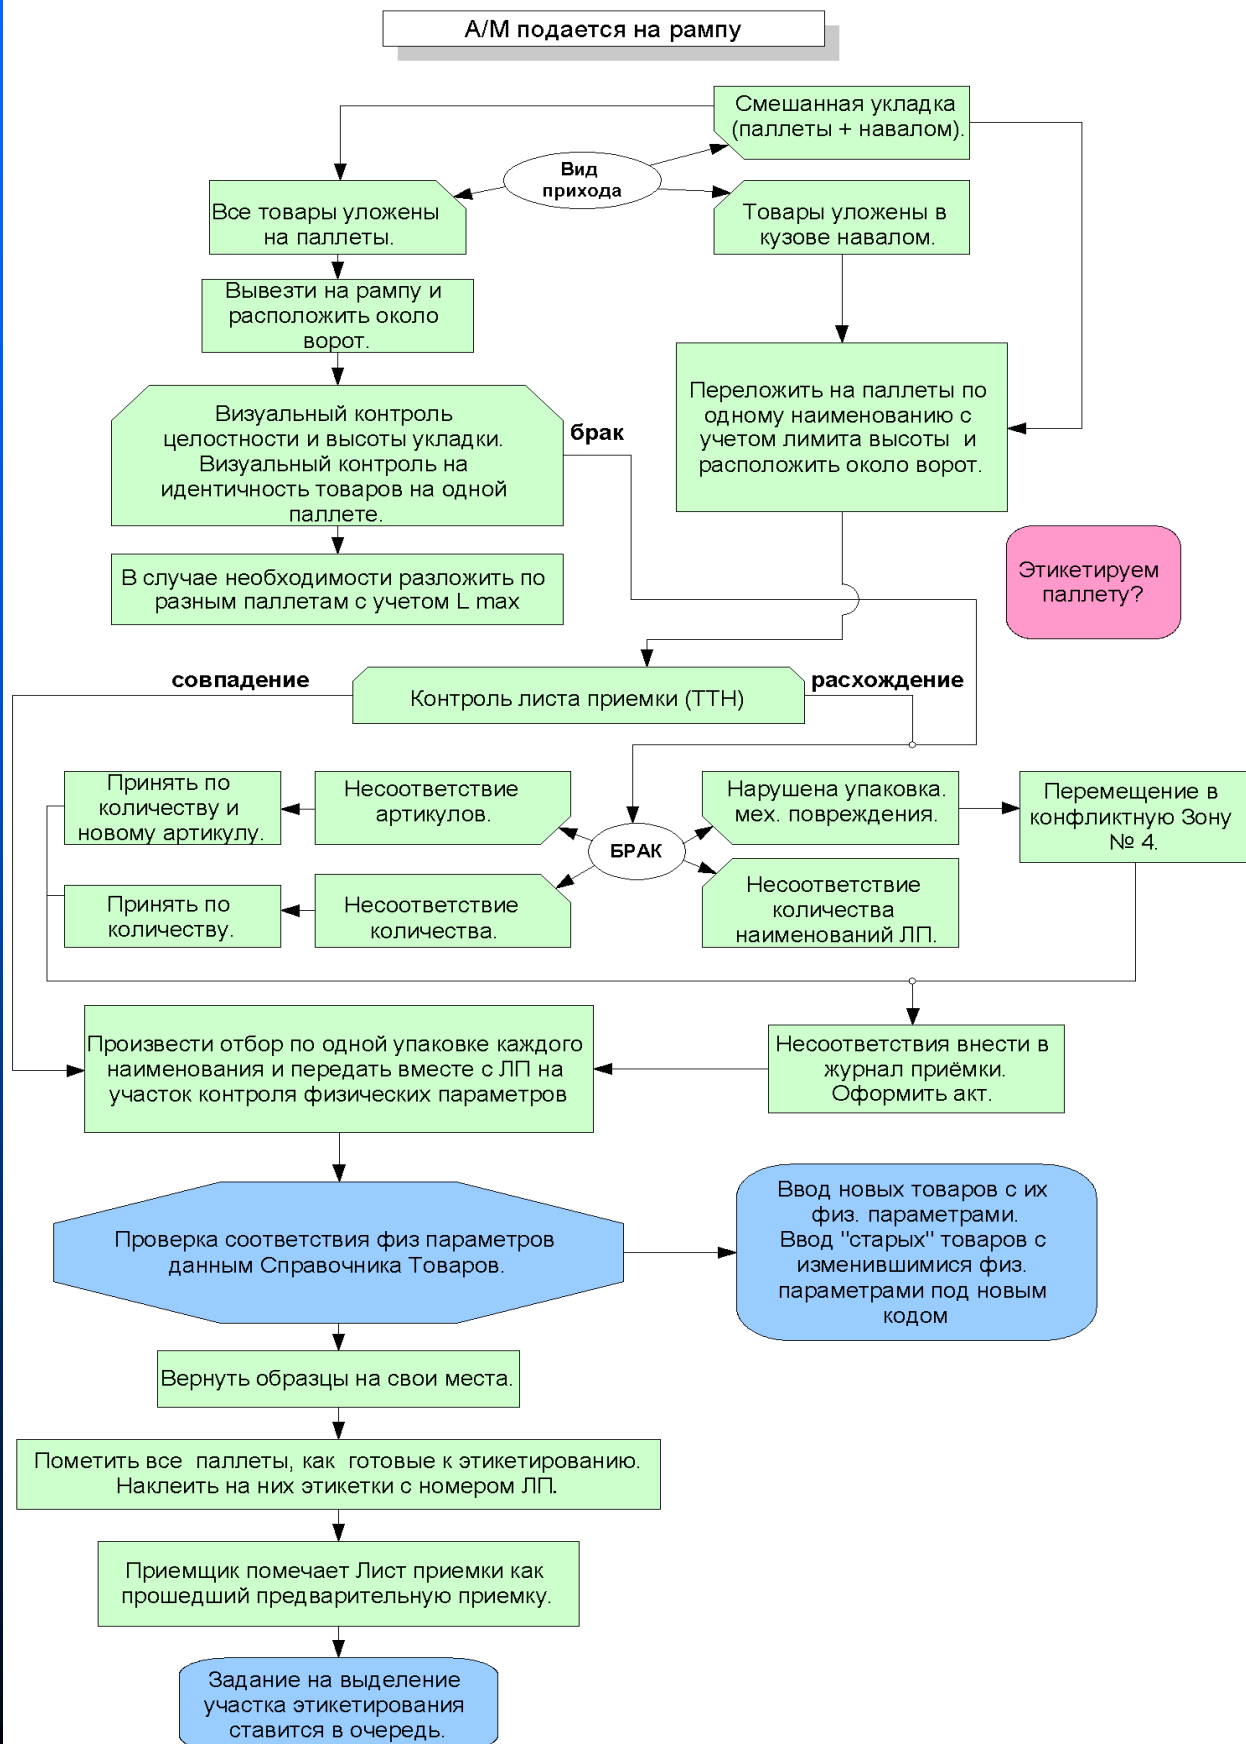 А/М подается на рампу
Смешанная укладка
(паллеты + навалом).
Вид
прихода
Все товары уложены
на паллеты.
Товары уложены в
кузове навалом.
Вывезти на рампу и
расположить около
ворот.
Визуальный контроль
целостности и высоты укладки.
Визуальный контроль на
идентичность товаров на одной
паллете.
брак
Переложить на паллеты по
одному наименованию с
учетом лимита высоты и
расположить около ворот.
В случае необходимости разложить по
разным паллетам с учетом L max
Этикетируем
паллету?
совпадение
Контроль листа приемки (ТТН)
расхождение
Принять по
количеству и
новому артикулу.
Несоответствие
артикулов.
Нарушена упаковка.
мех. повреждения.
Перемещение в
конфликтную Зону
№ 4.
БРАК
Принять по
количеству.
Несоответствие
количества.
Несоответствие
количества
наименований ЛП.
Произвести отбор по одной упаковке каждого
наименования и передать вместе с ЛП на
участок контроля физических параметров
Несоответствия внести в
журнал приёмки.
Оформить акт.
Проверка соответствия физ параметров
данным Справочника Товаров.
Ввод новых товаров с их
физ. параметрами.
Ввод "старых" товаров с
изменившимися физ.
параметрами под новым
кодом
Вернуть образцы на свои места.
Пометить все паллеты, как готовые к этикетированию.
Наклеить на них этикетки с номером ЛП.
Приемщик помечает Лист приемки как
прошедший предварительную приемку.
Задание на выделение
участка этикетирования
ставится в очередь.